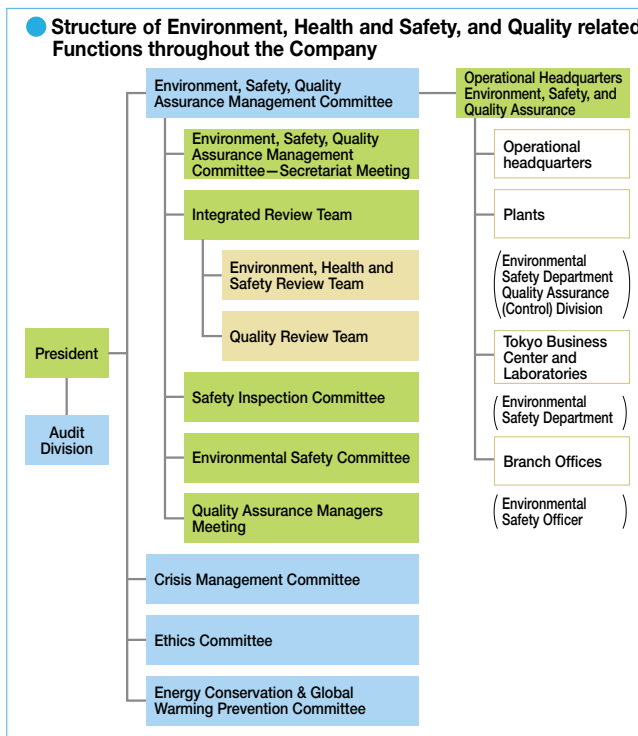 Structure of Environment, Health and Safety, and Quality related
Functions throughout the Company
Environment, Safety, Quality
Assurance Management Committee
Operational Headquarters
Environment, Safety, and
Quality Assurance
Environment, Safety, Quality
Assurance Management
Committee—Secretariat Meeting
Operational
headquarters
Integrated Review Team
Plants
Environment, Health and
Safety Review Team
(Environmental
Safety Department
Quality Assurance
(Control) Division)
Quality Review Team
President
Tokyo Business
Center and
Laboratories
Safety Inspection Committee
(Environmental
Safety Department)
Audit
Division
Environmental Safety Committee
Branch Offices
Quality Assurance Managers
Meeting
(Environmental
Safety Officer)
Crisis Management Committee
Ethics Committee
Energy Conservation & Global
Warming Prevention Committee